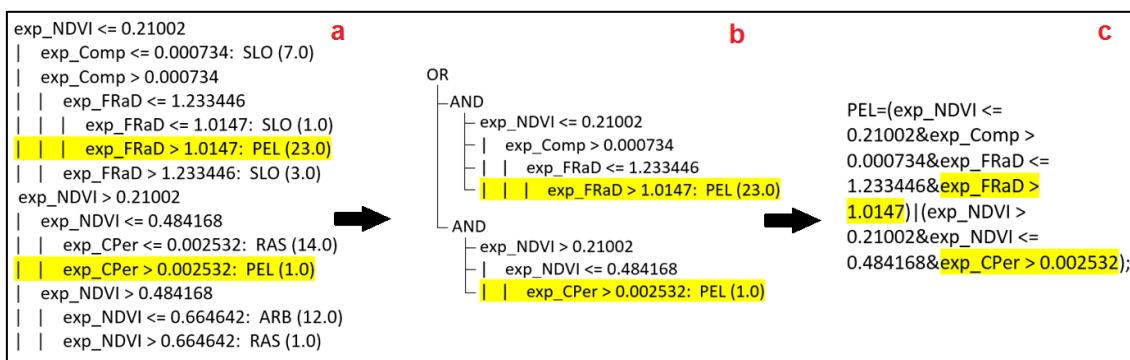 exp_NDVI <= 0.21002
| exp_Comp <= 0.000734: SLO (7.0)
| exp_Comp > 0.000734
| | exp_FRaD <= 1.233446
| | | exp_FRaD <= 1.0147: SLO (1.0)
| | | exp_FRaD > 1.0147: PEL (23.0)
| | exp_FRaD > 1.233446: SLO (3.0)
exp_NDVI > 0.21002
| exp_NDVI <= 0.484168
| | exp_CPer <= 0.002532: RAS (14.0)
| | exp_CPer > 0.002532: PEL (1.0)
| exp_NDVI > 0.484168
| | exp_NDVI <= 0.664642: ARB (12.0)
| | exp_NDVI > 0.664642: RAS (1.0)
a
b
OR
AND
exp_NDVI <= 0.21002
| exp_Comp > 0.000734
| | exp_FRaD <= 1.233446
| | | exp_FRaD > 1.0147: PEL (23.0)
AND
exp_NDVI > 0.21002
| exp_NDVI <= 0.484168
| | exp_CPer > 0.002532: PEL (1.0)
c
PEL=(exp_NDVI <=
0.21002&exp_Comp >
0.000734&exp_FRaD <=
1.233446&exp_FRaD >
1.0147)|(exp_NDVI >
0.21002&exp_NDVI <=
0.484168&exp_CPer > 0.002532);